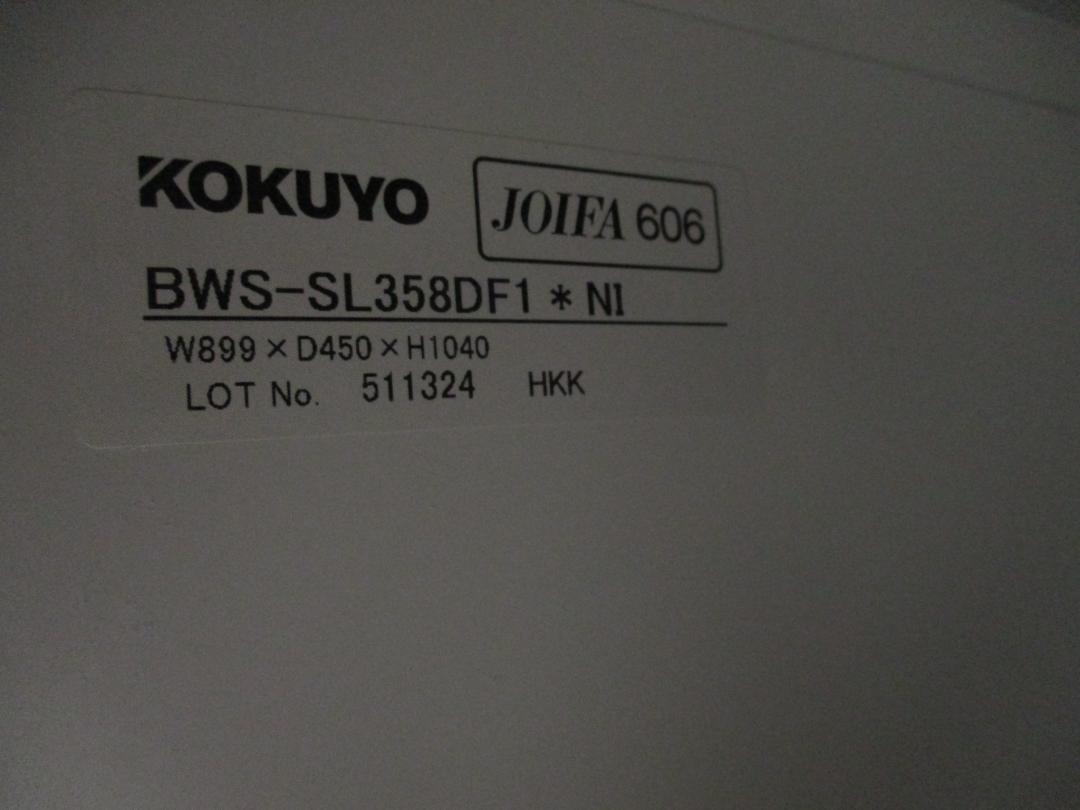 KOKUYO JOIFA 606
BWS-SL358DF1 * NI
W899×D450×H1040
LOT No. 511324 HKK